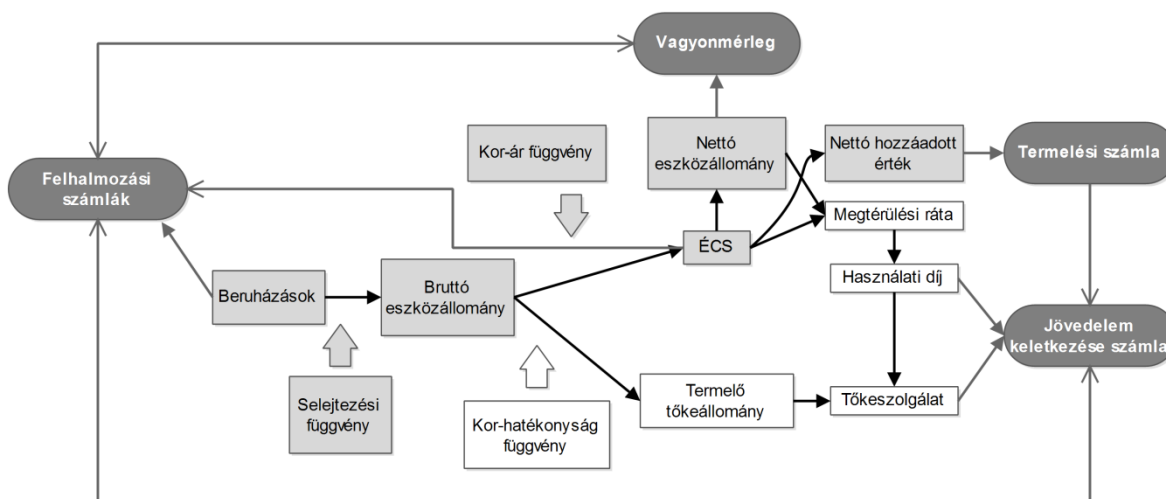 Vagyonmérleg
Kor-ár függvény
Nettó
eszközállomány
Nettó hozzáadott
érték
Termelési számla
Felhalmozási
számlák
Megtérülési ráta
ÉCS
Beruházások
Bruttó
eszközállomány
Használati díj
Jövedelem
keletkezése számla
Selejtezési
függvény
Kor-hatékonyság
függvény
Termelő
tőkeállomány
Tőkeszolgálat